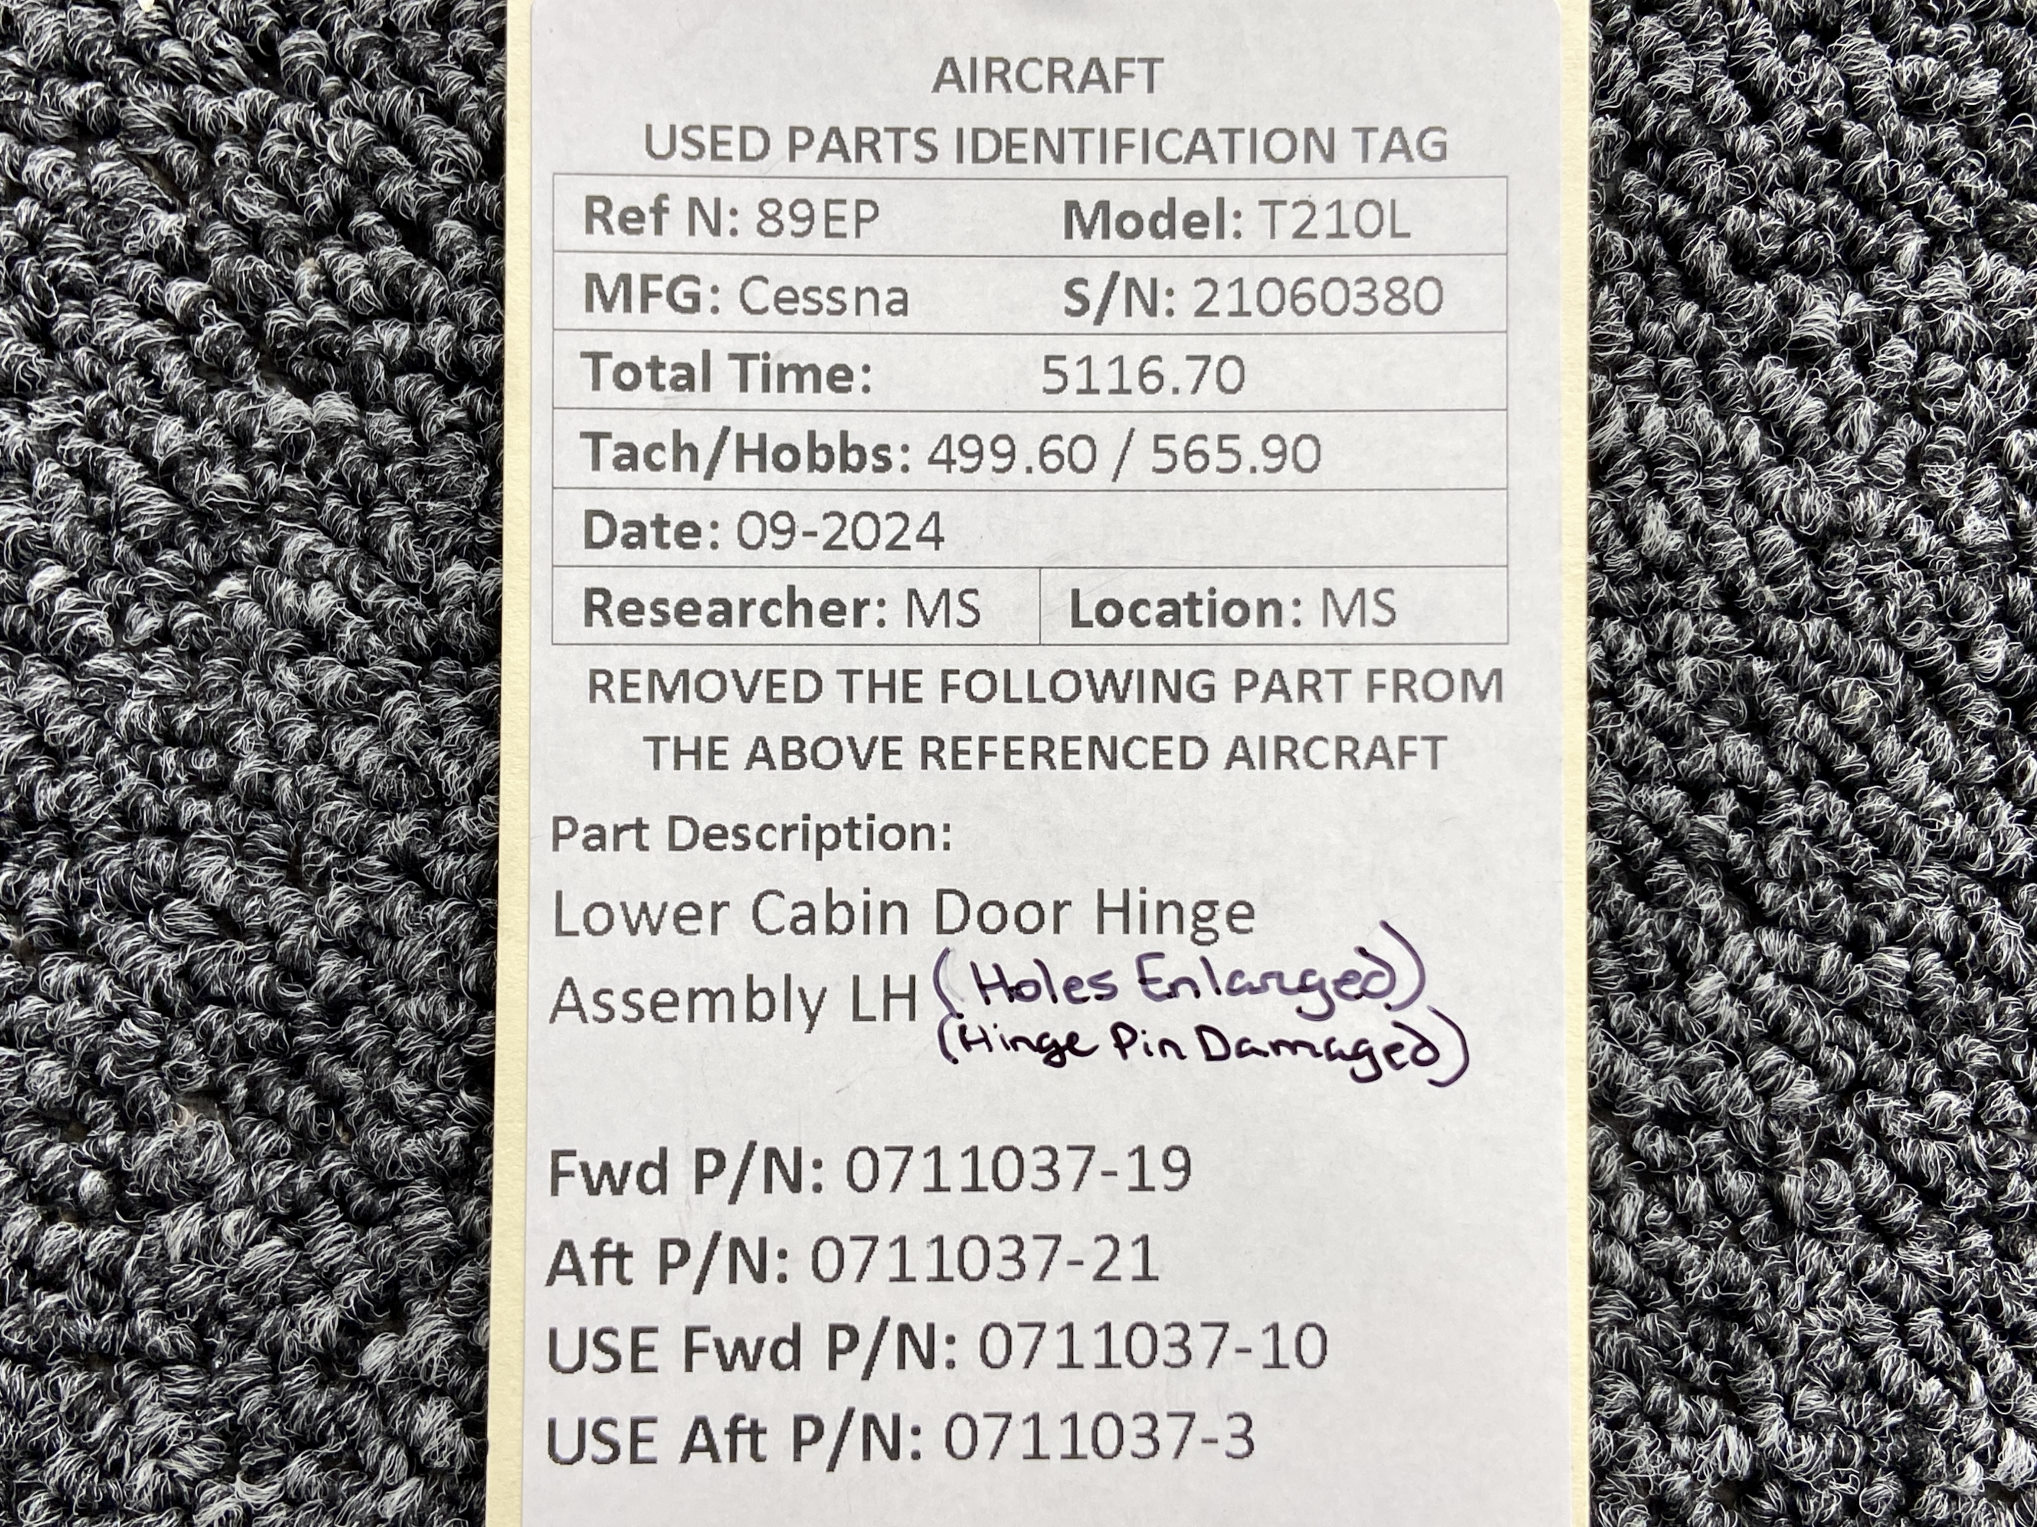 AIRCRAFT
USED PARTS IDENTIFICATION TAG
Ref N: 89EP Model: T210L
MFG: Cessna S/N: 21060380
Total Time: 5116.70
Tach/Hobbs: 499.60 / 565.90
Date: 09-2024
Researcher: MS Location: MS
REMOVED THE FOLLOWING PART FROM
THE ABOVE REFERENCED AIRCRAFT
Part Description:
Lower Cabin Door Hinge
Assembly LH (Holes Enlarged)
(Hinge Pin Damaged)
Fwd P/N: 0711037-19
Aft P/N: 0711037-21
USE Fwd P/N: 0711037-10
USE Aft P/N: 0711037-3